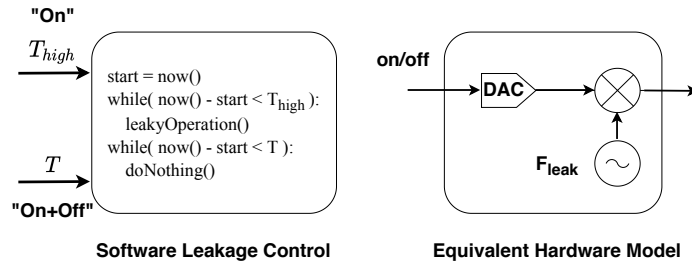 "On"
T_high
start = now()
while( now() - start < T_high ):
leakyOperation()
while( now() - start < T ):
doNothing()
T
"On+Off"
Software Leakage Control
on/off
DAC
F_leak
Equivalent Hardware Model